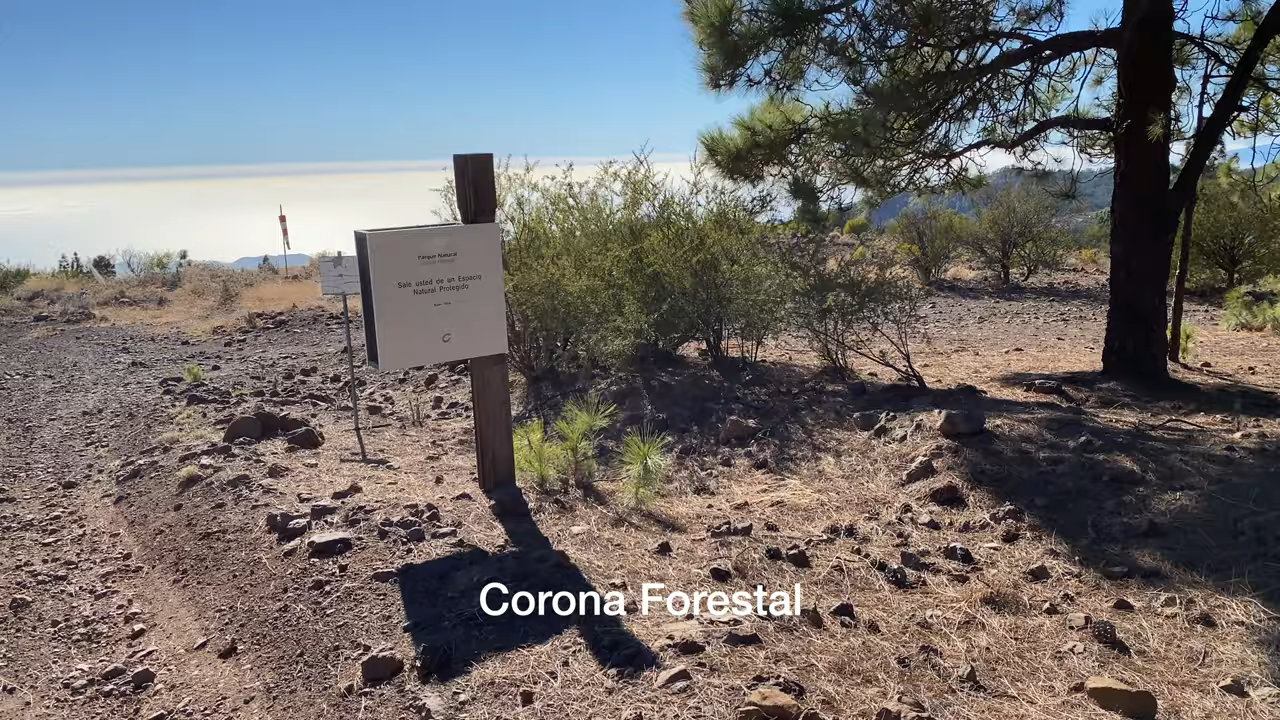 Parque Natural
Sale usted de un Espacio
Natural Protegido
Corona Forestal